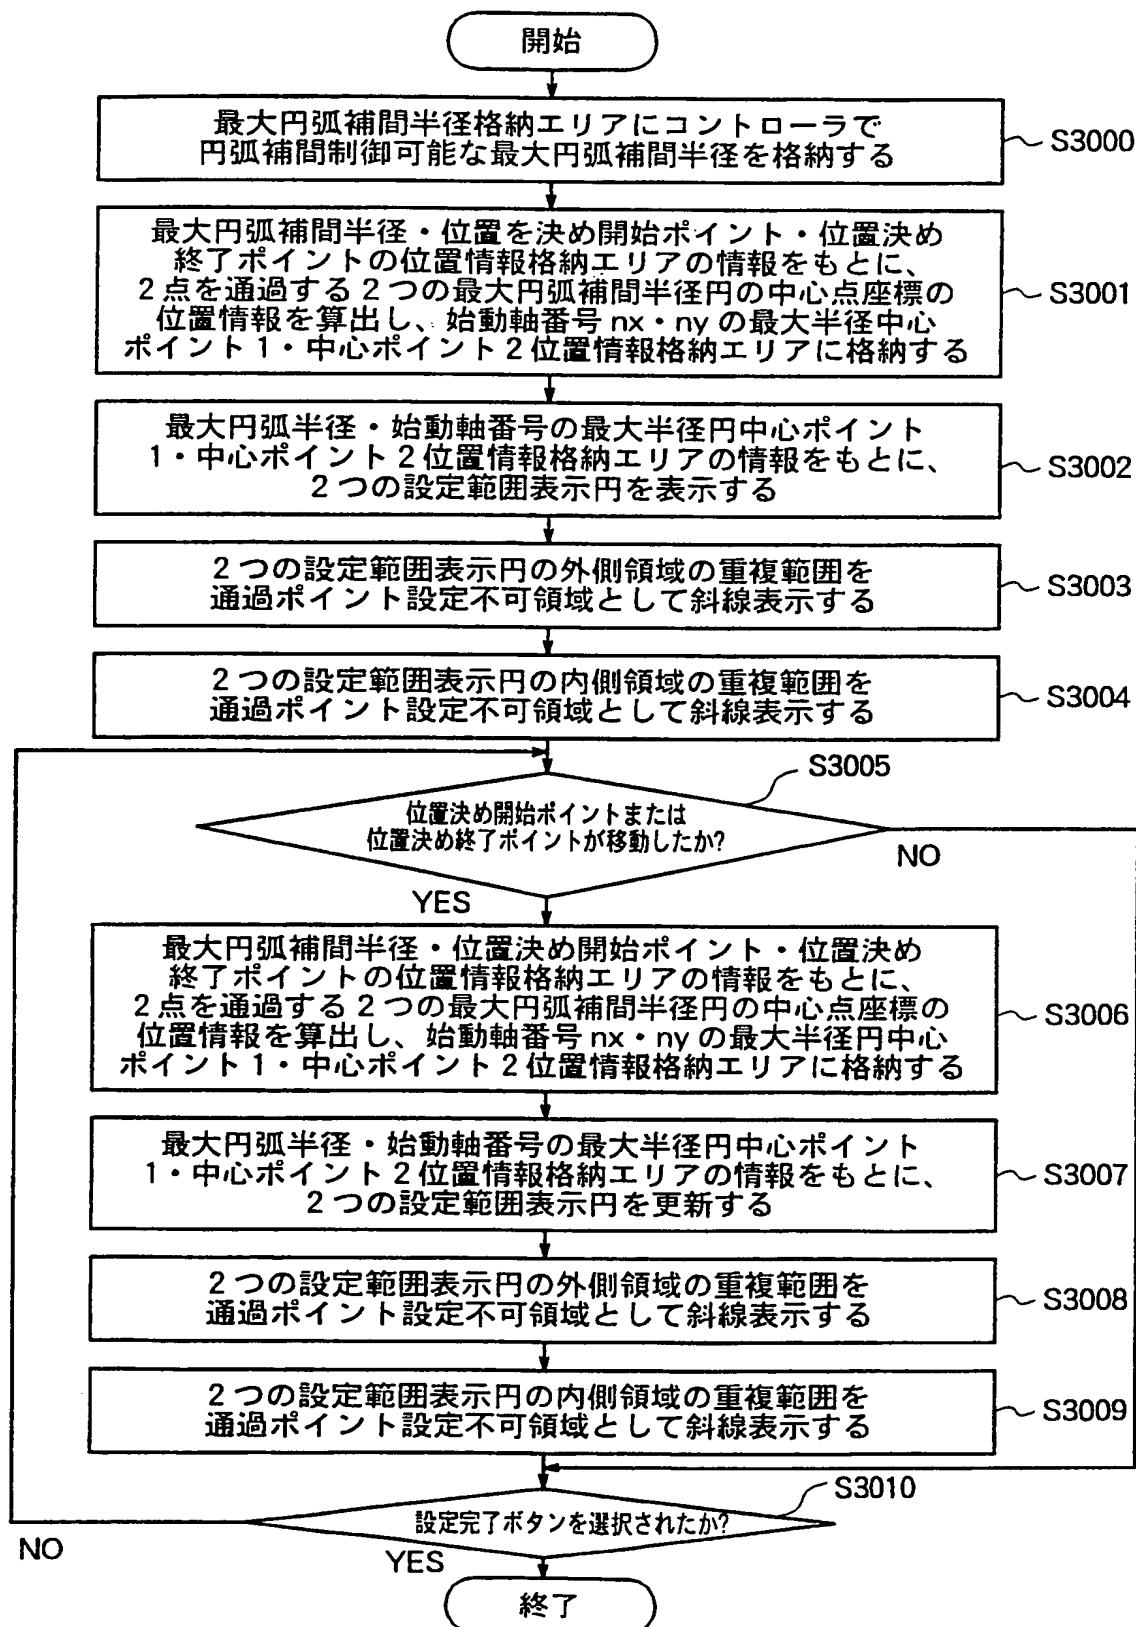 開始
最大円弧補間半径格納エリアにコントローラで
円弧補間制御可能な最大円弧補間半径を格納する
S3000
最大円弧補間半径・位置を決め開始ポイント・位置決め
終了ポイントの位置情報格納エリアの情報をもとに、
2点を通過する2つの最大円弧補間半径円の中心点座標の
位置情報を算出し、始動軸番号nx・nyの最大半径中心
ポイント1・中心ポイント2位置情報格納エリアに格納する
S3001
最大円弧半径・始動軸番号の最大半径円中心ポイント
1・中心ポイント2位置情報格納エリアの情報をもとに、
2つの設定範囲表示円を表示する
S3002
2つの設定範囲表示円の外側領域の重複範囲を
通過ポイント設定不可領域として斜線表示する
S3003
2つの設定範囲表示円の内側領域の重複範囲を
通過ポイント設定不可領域として斜線表示する
S3004
S3005
位置決め開始ポイントまたは
位置決め終了ポイントが移動したか?
NO
YES
最大円弧補間半径・位置決め開始ポイント・位置決め
終了ポイントの位置情報格納エリアの情報をもとに、
2点を通過する2つの最大円弧補間半径円の中心点座標の
位置情報を算出し、始動軸番号nx・nyの最大半径円中心
ポイント1・中心ポイント2位置情報格納エリアに格納する
S3006
最大円弧半径・始動軸番号の最大半径円中心ポイント
1・中心ポイント2位置情報格納エリアの情報をもとに、
2つの設定範囲表示円を更新する
S3007
2つの設定範囲表示円の外側領域の重複範囲を
通過ポイント設定不可領域として斜線表示する
S3008
2つの設定範囲表示円の内側領域の重複範囲を
通過ポイント設定不可領域として斜線表示する
S3009
S3010
設定完了ボタンを選択されたか?
NO
YES
終了